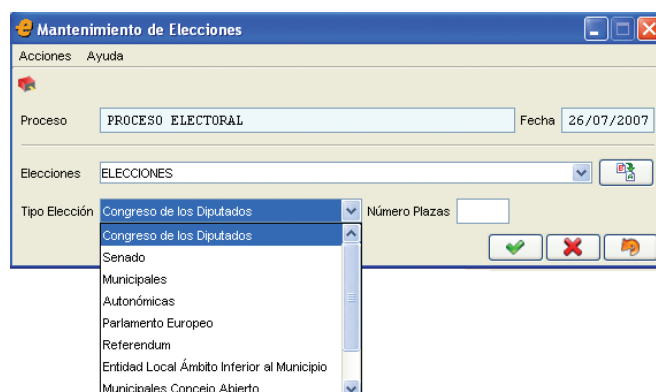 Mantenimiento de Elecciones
Acciones Ayuda
Proceso PROCESO ELECTORAL Fecha 26/07/2007
Elecciones ELECCIONES
Tipo Elección Congreso de los Diputados Número Plazas
Congreso de los Diputados
Senado
Municipales
Autonómicas
Parlamento Europeo
Referendum
Entidad Local Ámbito Inferior al Municipio
Municipales Concejo Abierto